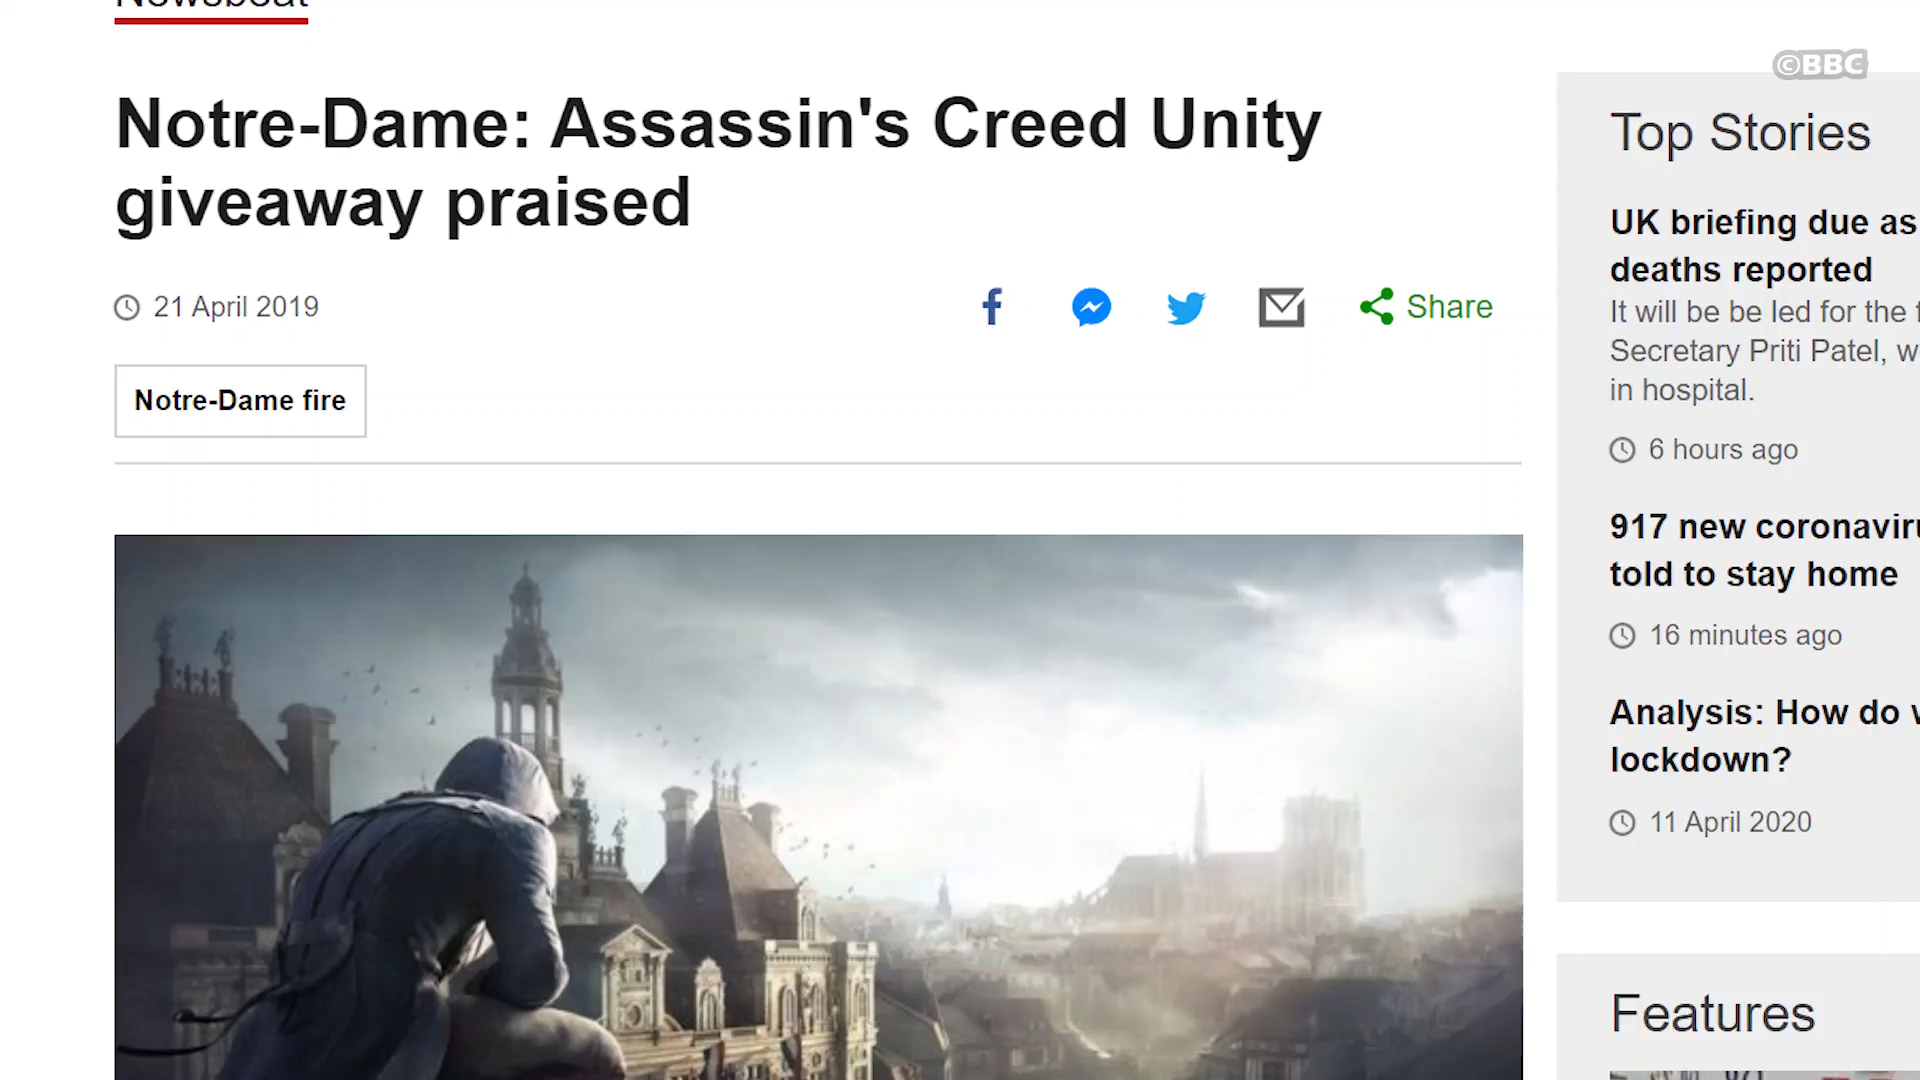 Newsbeat
©BBC
Notre-Dame: Assassin's Creed Unity
giveaway praised
21 April 2019
Share
Notre-Dame fire
Top Stories
UK briefing due as
deaths reported
It will be be led for the
Secretary Priti Patel,
in hospital.
6 hours ago
917 new
told to stay home
16 minutes ago
Analysis: How do
lockdown?
11 April 2020
Features